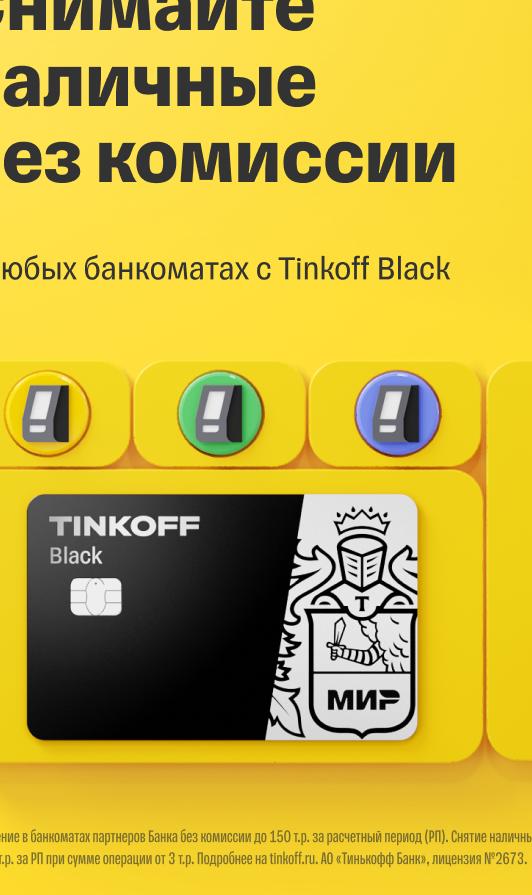 снимайте
аличные
ез комиссии
юбых банкоматах с Tinkoff Black
TINKOFF
Black
Т
МИР
ение в банкоматах партнеров Банка без комиссии до 150 т.р. за расчетный период (РП). Снятие наличны
т.р. за РП при сумме операции от 3 т.р. Подробнее на tinkoff.ru. АО «Тинькофф Банк», лицензия №2673.